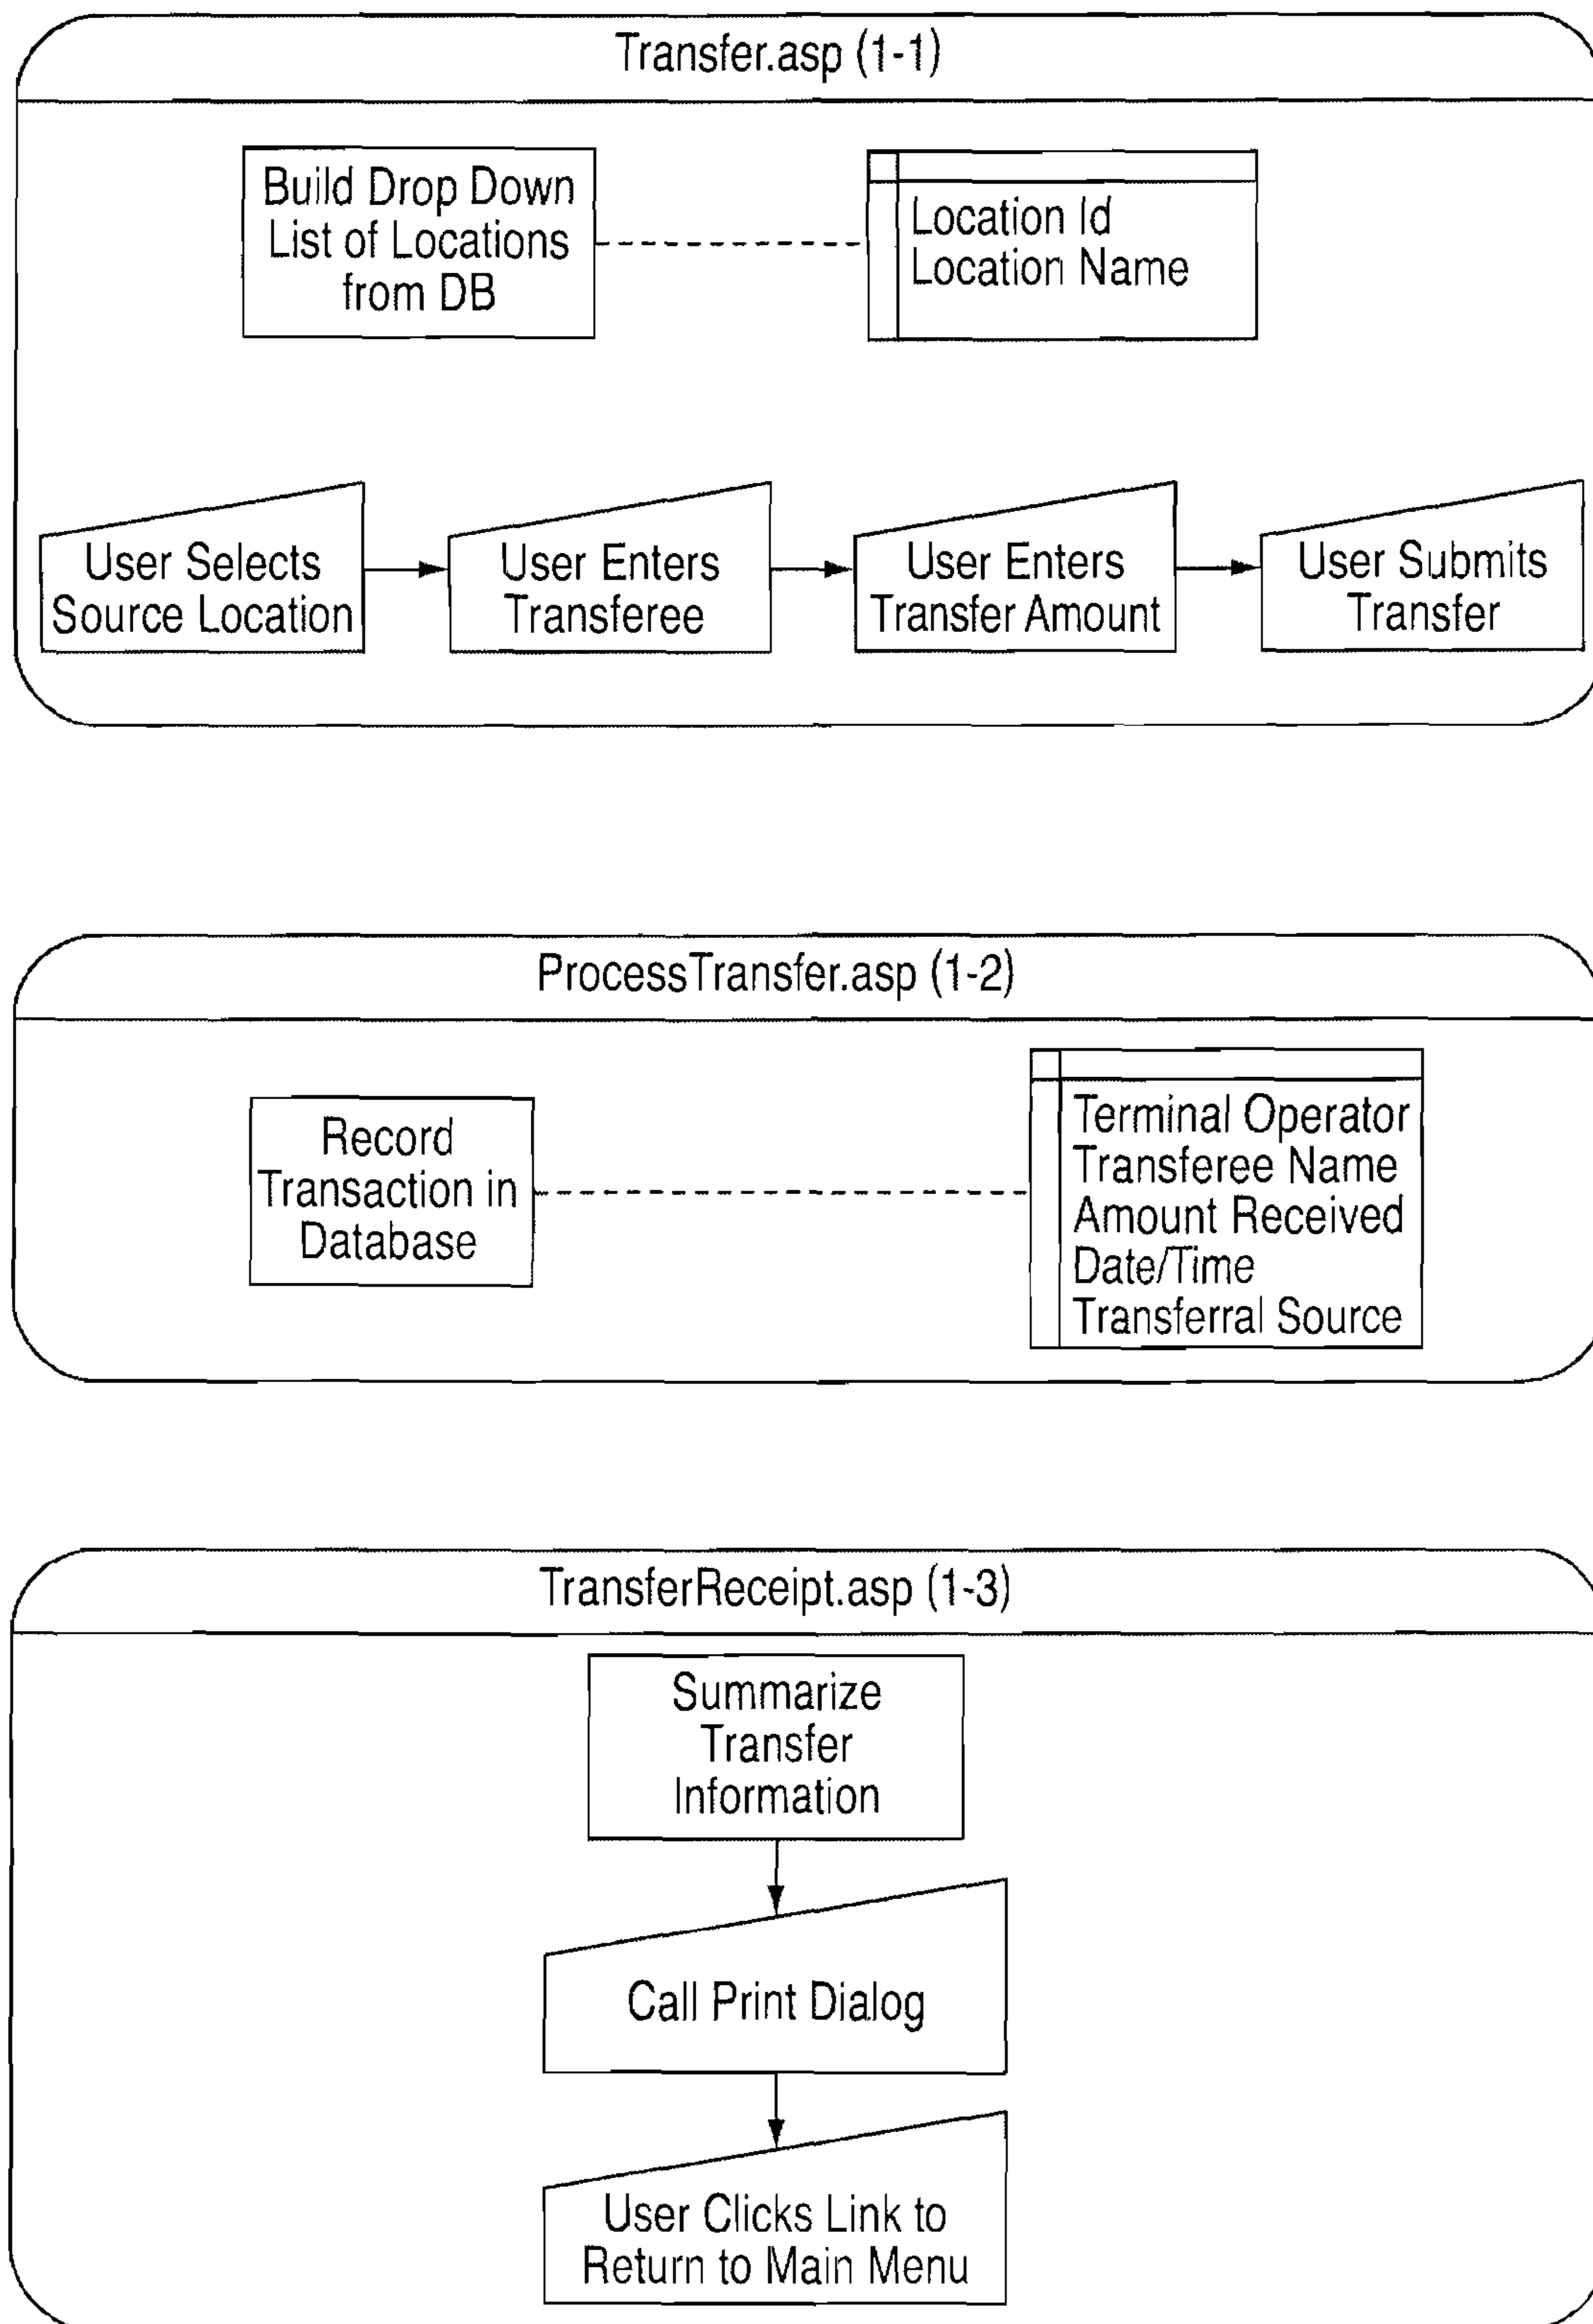 Transfer.asp (1-1)
Build Drop Down
List of Locations
from DB
Location Id
Location Name
User Selects
Source Location
User Enters
Transferee
User Enters
Transfer Amount
User Submits
Transfer
ProcessTransfer.asp (1-2)
Record
Transaction in
Database
Terminal Operator
Transferee Name
Amount Received
Date/Time
Transferral Source
TransferReceipt.asp (1-3)
Summarize
Transfer
Information
Call Print Dialog
User Clicks Link to
Return to Main Menu